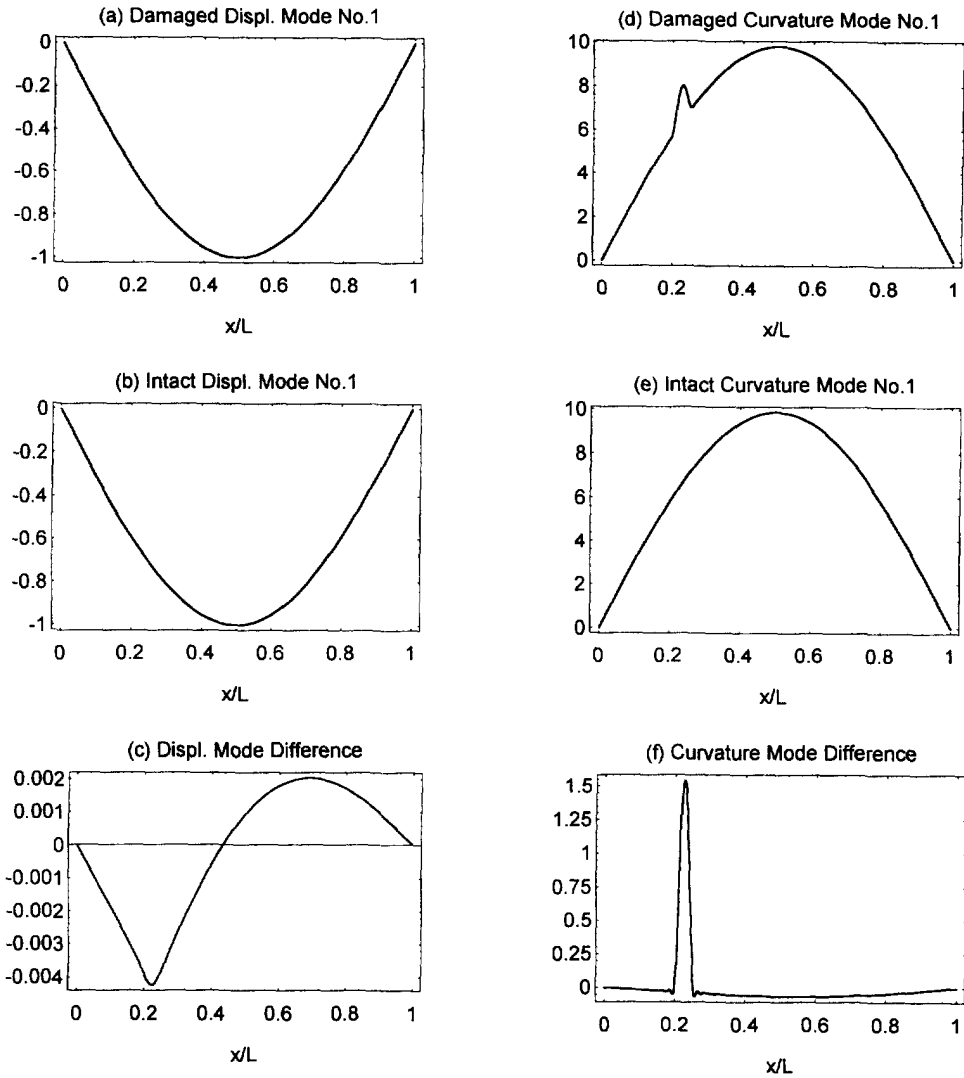 (a) Damaged Displ. Mode No.1
0
-0.2
-0.4
-0.6
-0.8
-1
0 0.2 0.4 0.6 0.8 1
x/L
(d) Damaged Curvature Mode No.1
10
8
6
4
2
0
0 0.2 0.4 0.6 0.8 1
x/L
(b) Intact Displ. Mode No.1
0
-0.2
-0.4
-0.6
-0.8
-1
0 0.2 0.4 0.6 0.8 1
x/L
(e) Intact Curvature Mode No.1
10
8
6
4
2
0
0 0.2 0.4 0.6 0.8 1
x/L
(c) Displ. Mode Difference
0.002
0.001
0
-0.001
-0.002
-0.003
-0.004
0 0.2 0.4 0.6 0.8 1
x/L
(f) Curvature Mode Difference
1.5
1.25
1
0.75
0.5
0.25
0
0 0.2 0.4 0.6 0.8 1
x/L